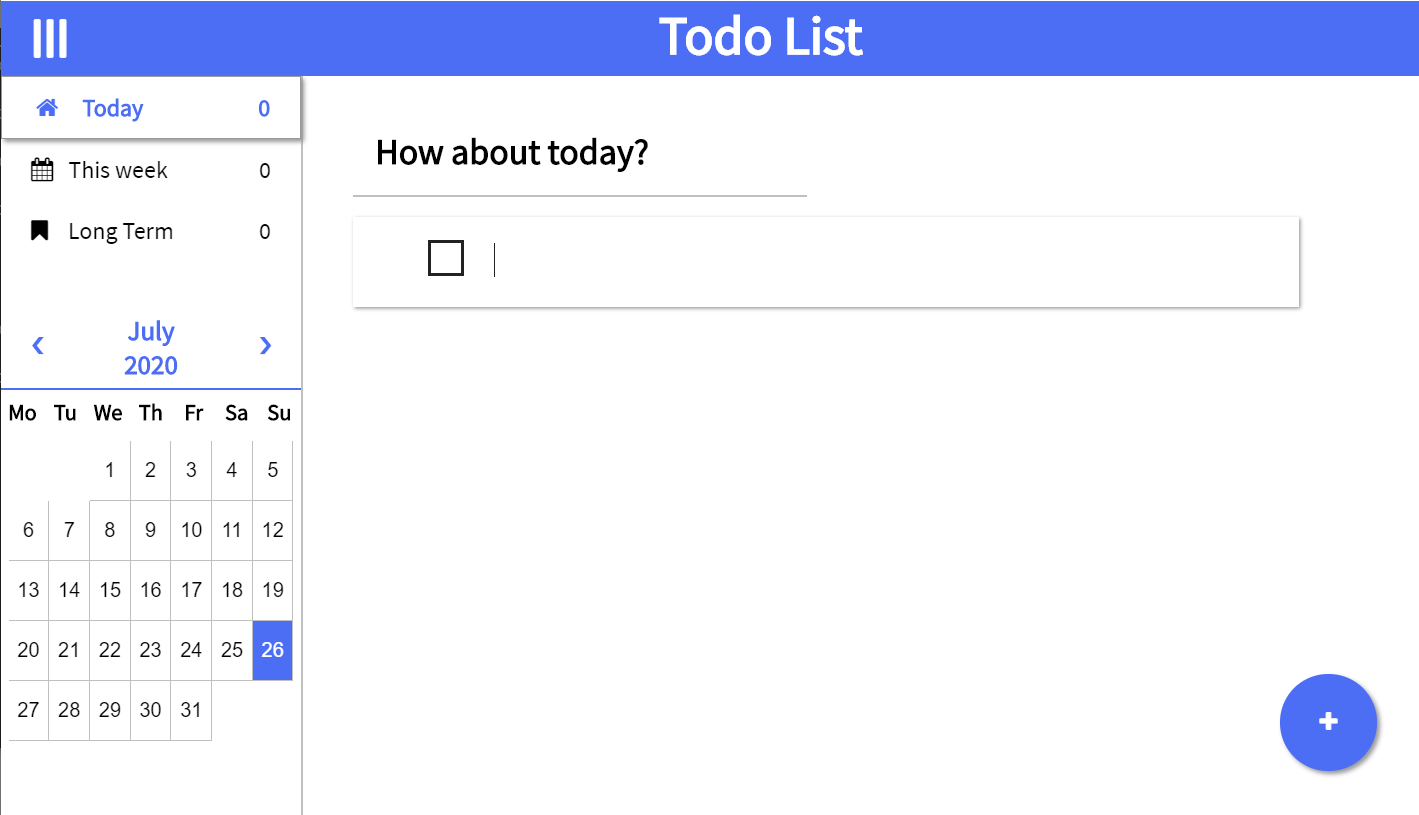 Todo List
Today 0
This week 0
Long Term 0
How about today?
‹ July ›
2020
Mo Tu We Th Fr Sa Su
1 2 3 4 5
6 7 8 9 10 11 12
13 14 15 16 17 18 19
20 21 22 23 24 25 26
27 28 29 30 31
+